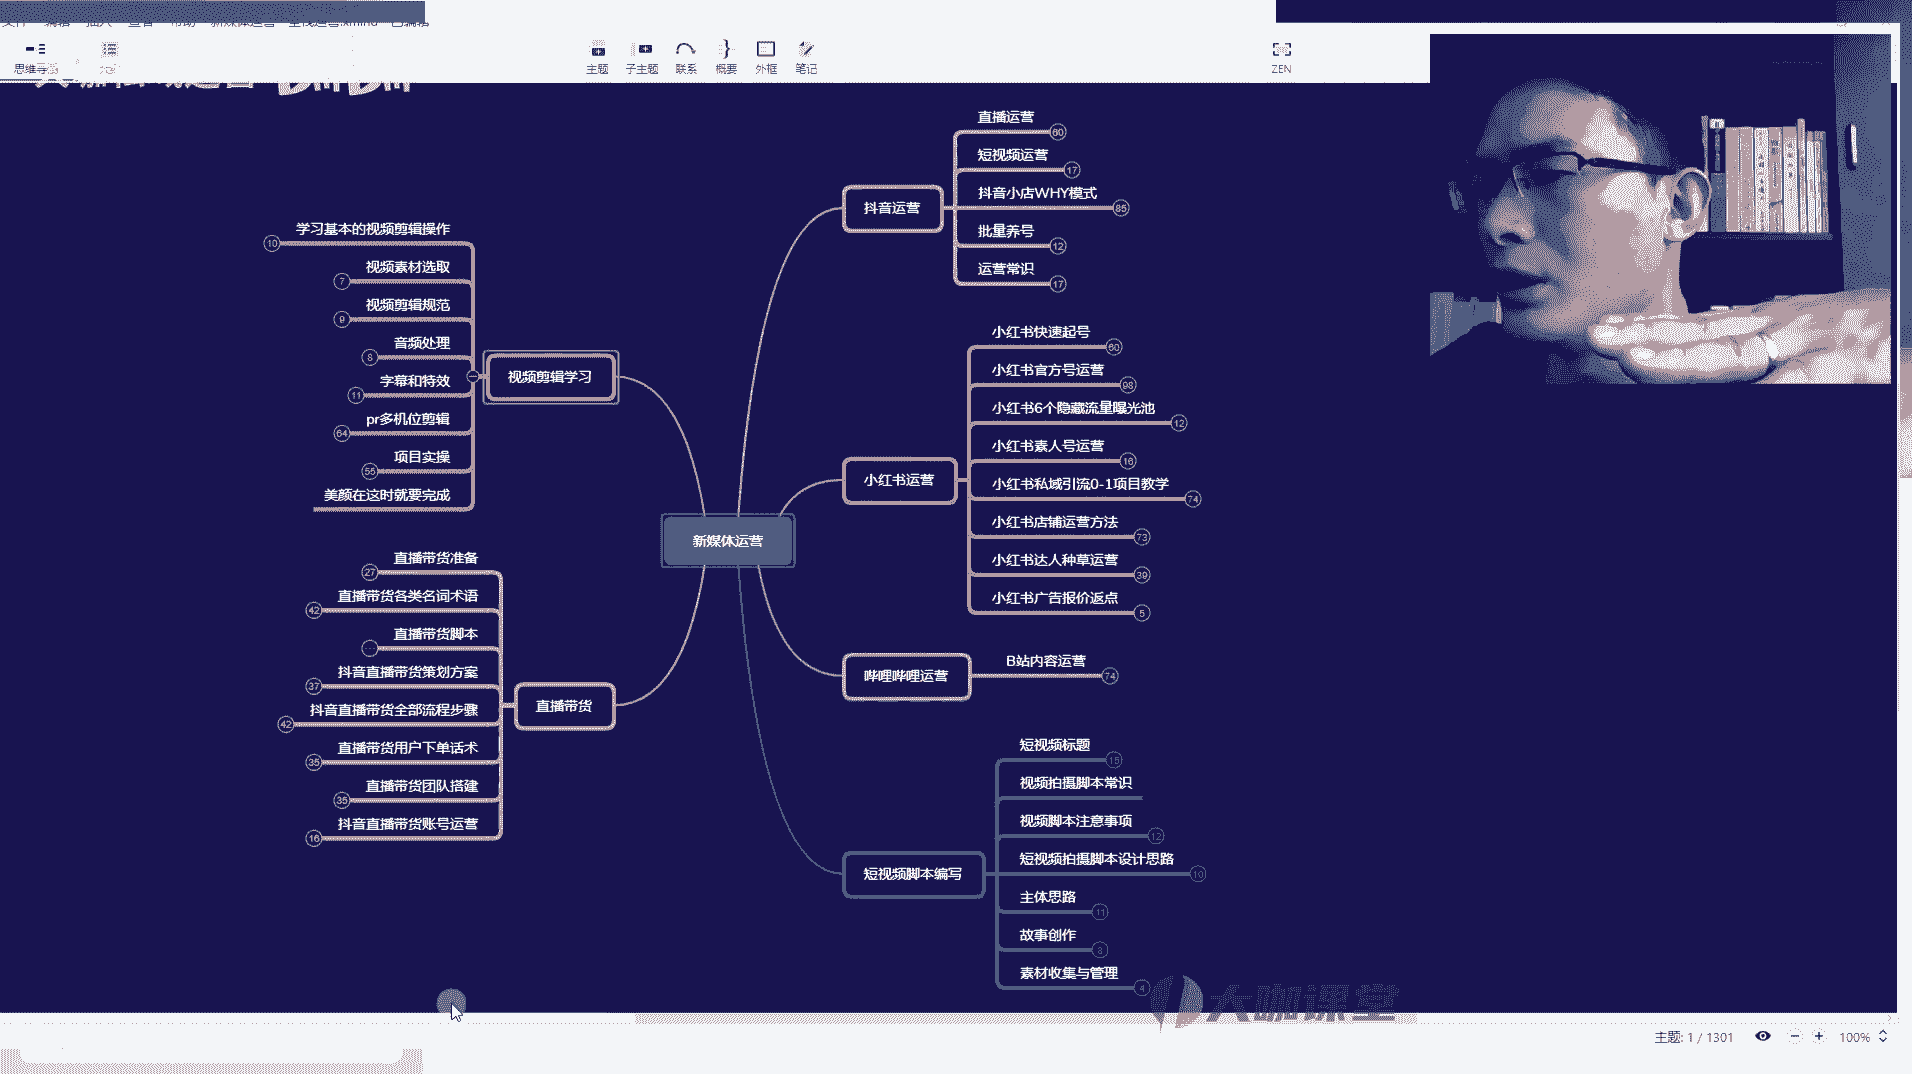 思维导图
主题
子主题
联系
概要
外框
笔记
ZEN
新媒体运营
抖音运营
直播运营
60
短视频运营
17
抖音小店WHY模式
85
批量养号
12
运营常识
17
小红书运营
小红书快速起号
60
小红书官方号运营
98
小红书6个隐藏流量曝光池
12
小红书素人号运营
16
小红书私域引流0-1项目教学
74
小红书店铺运营方法
73
小红书达人种草运营
39
小红书广告报价返点
5
哔哩哔哩运营
B站内容运营
74
短视频脚本编写
短视频标题
15
视频拍摄脚本常识
视频脚本注意事项
12
短视频拍摄脚本设计思路
10
主体思路
11
故事创作
8
素材收集与管理
4
视频剪辑学习
学习基本的视频剪辑操作
10
视频素材选取
7
视频剪辑规范
9
音频处理
8
字幕和特效
11
pr多机位剪辑
64
项目实操
55
美颜在这时就要完成
直播带货
直播带货准备
27
直播带货各类名词术语
42
直播带货脚本
抖音直播带货策划方案
37
抖音直播带货全部流程步骤
42
直播带货用户下单话术
35
直播带货团队搭建
35
抖音直播带货账号运营
16
大咖课堂
主题: 1 / 1301
100%